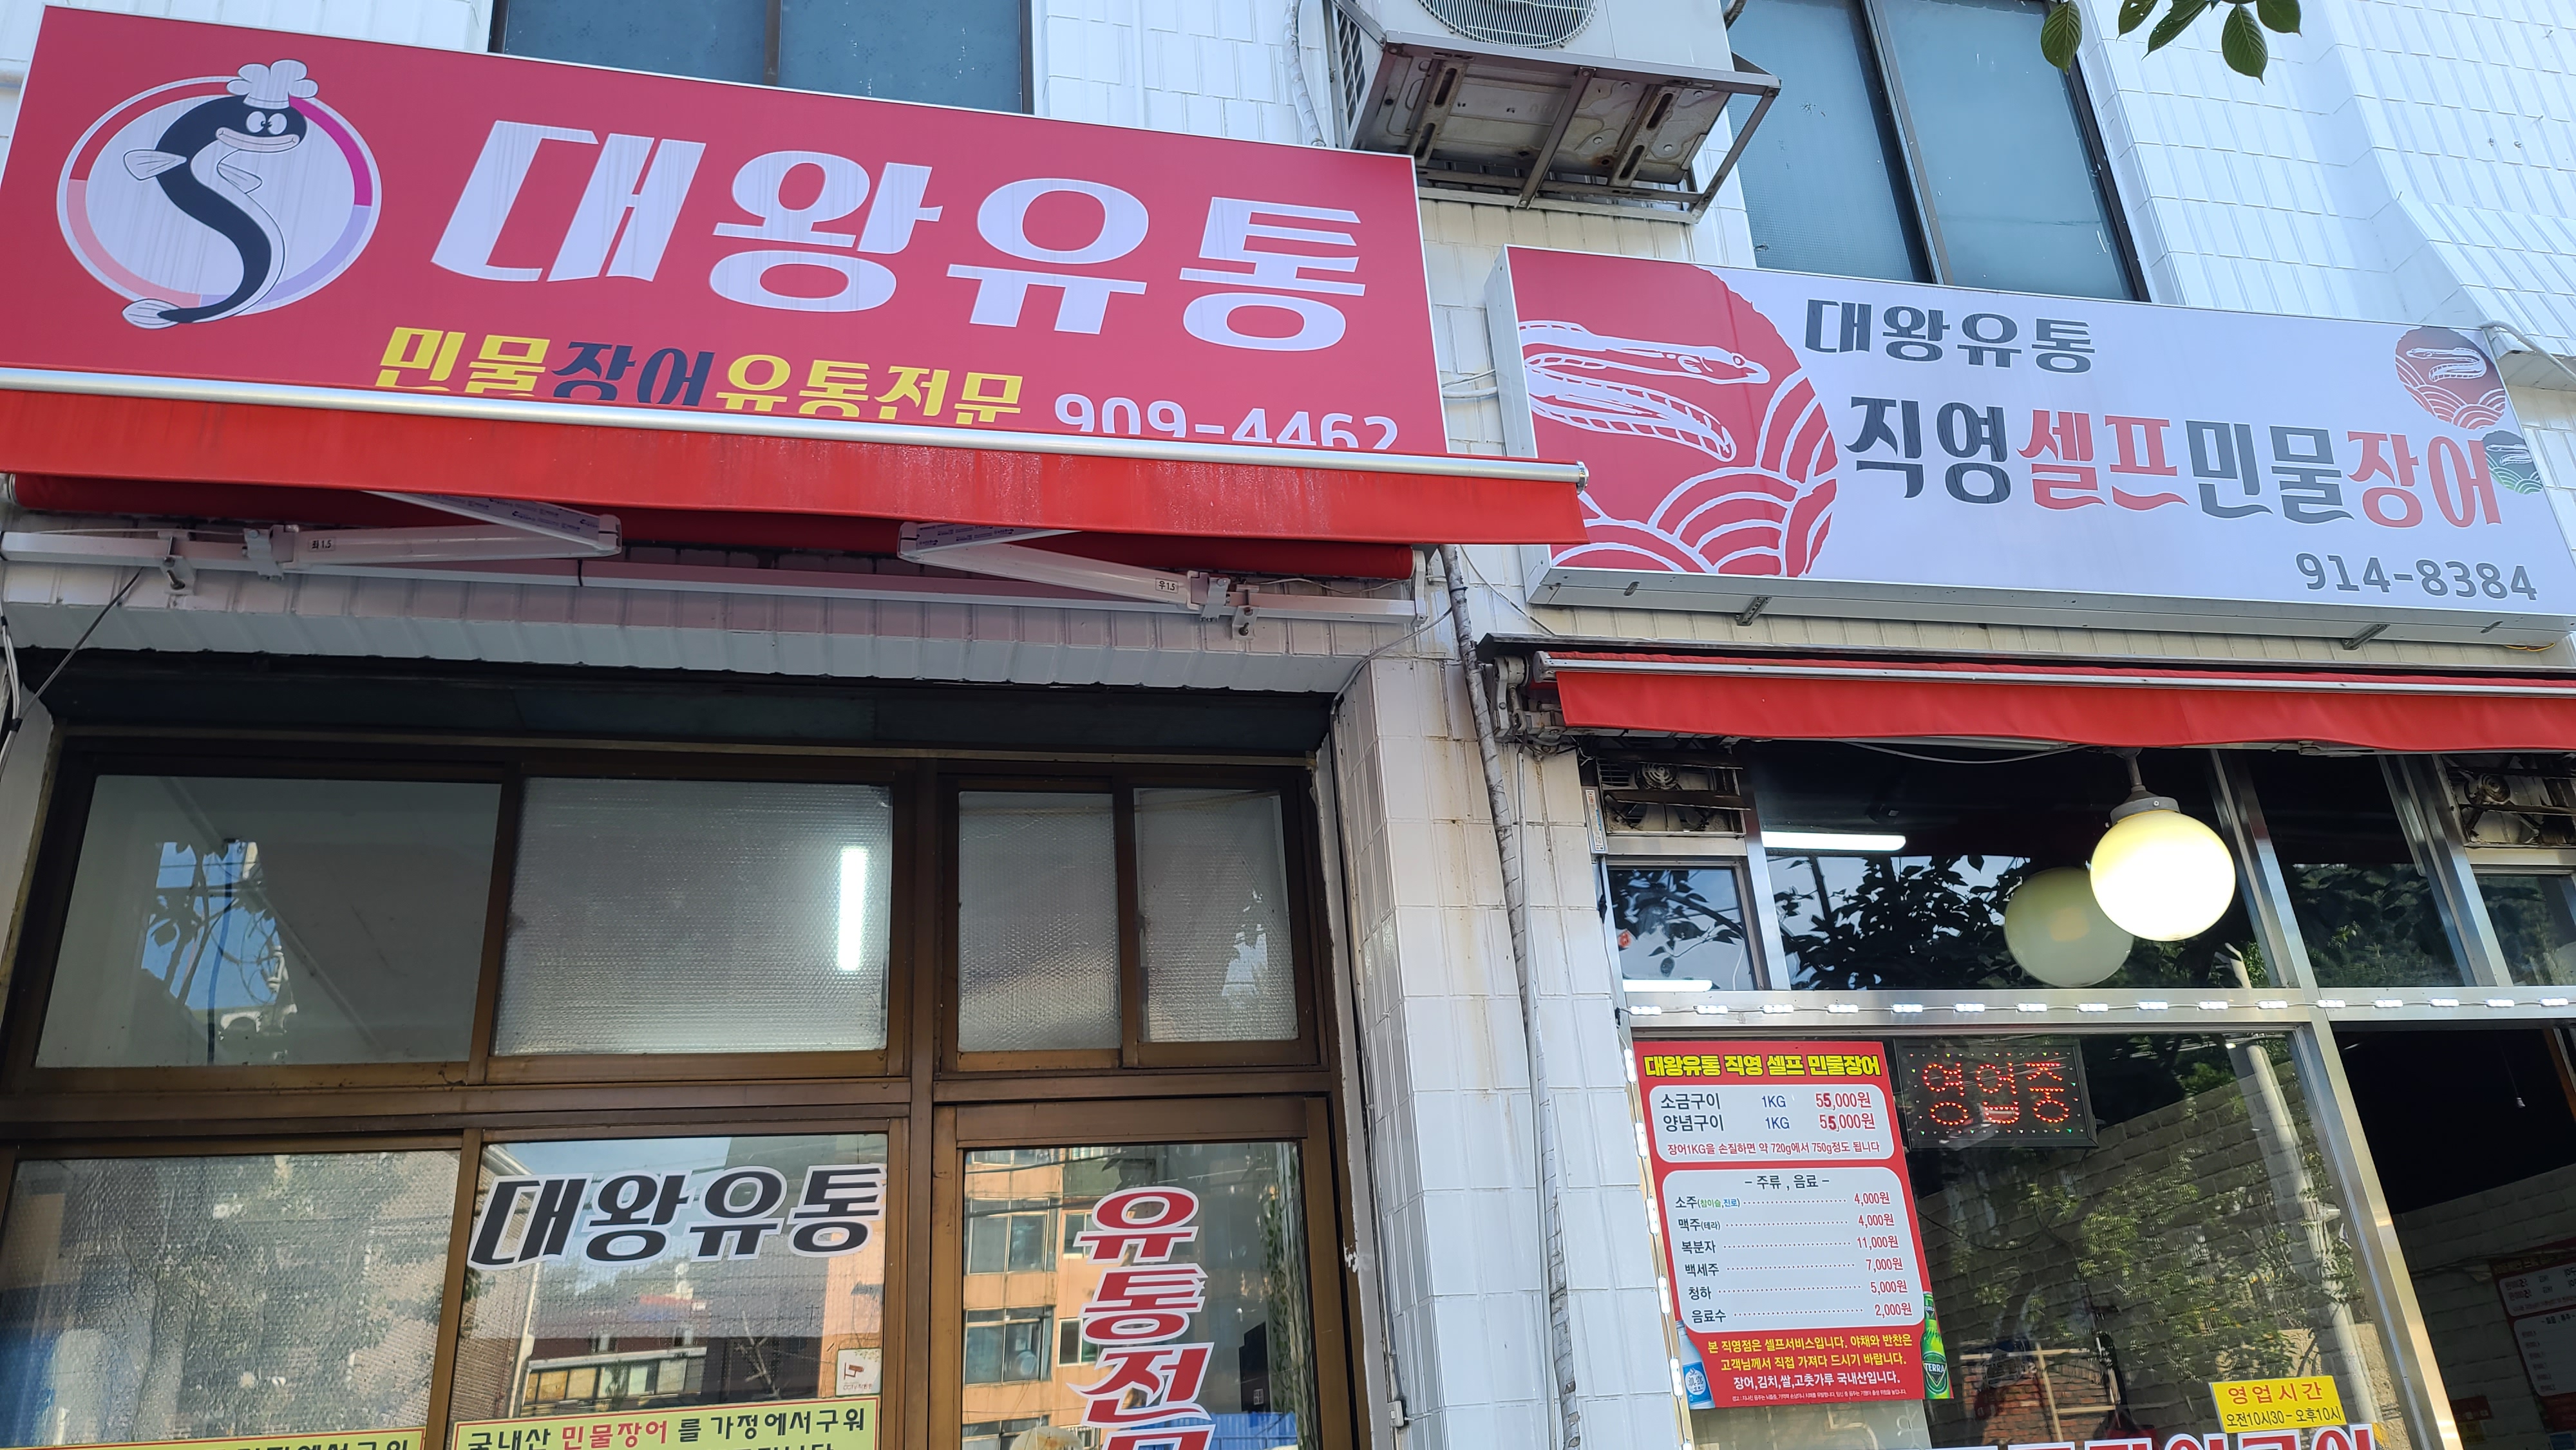 대왕유통
민물장어유통전문 909-4462
대왕유통
직영셀프민물장어
914-8384
좌1.5
우1.5
대왕유통
유통전문
국내산 민물장어를 가정에서구워
대왕유통 직영 셀프 민물장어
소금구이 1KG 55,000원
양념구이 1KG 55,000원
장어1KG을 손질하면 약 720g에서 750g정도 됩니다
- 주류 , 음료 -
소주(참이슬,진로) 4,000원
맥주(테라) 4,000원
복분자 11,000원
백세주 7,000원
청하 5,000원
음료수 2,000원
본 직영점은 셀프서비스입니다. 야채와 반찬은
고객님께서 직접 가져다 드시기 바랍니다.
장어,김치,쌀,고춧가루 국내산입니다.
TERRA
영업중
영업시간
오전10시30-오후10시